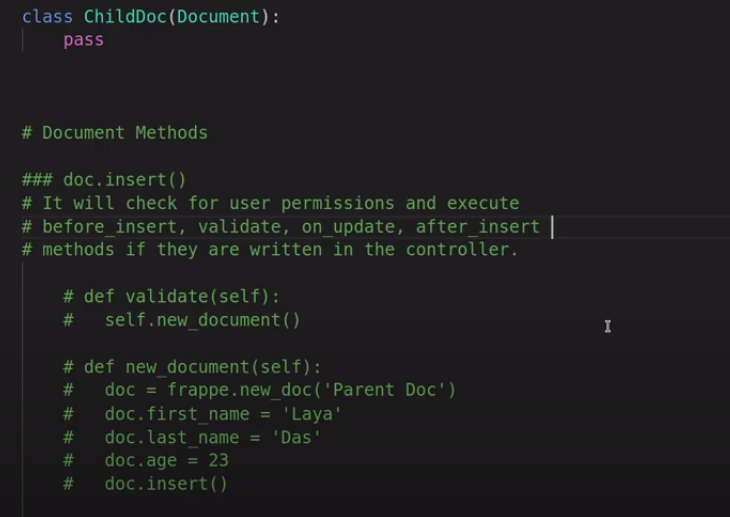 class ChildDoc(Document):
    pass
# Document Methods
### doc.insert()
# It will check for user permissions and execute
# before_insert, validate, on_update, after_insert
# methods if they are written in the controller.
    # def validate(self):
    #   self.new_document()
    # def new_document(self):
    #   doc = frappe.new_doc('Parent Doc')
    #   doc.first_name = 'Laya'
    #   doc.last_name = 'Das'
    #   doc.age = 23
    #   doc.insert()